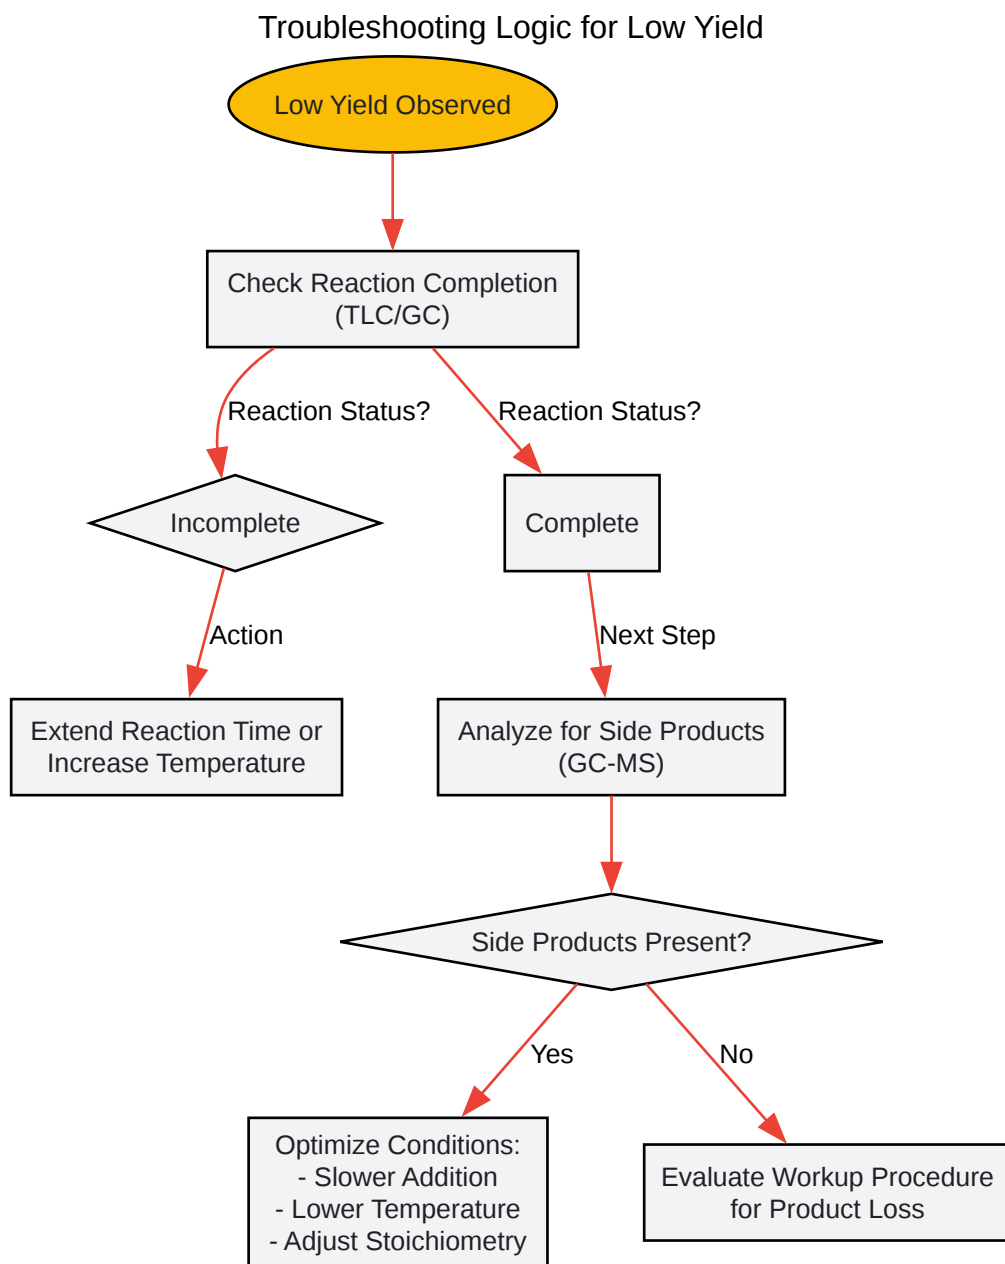 Troubleshooting Logic for Low Yield
Low Yield Observed
Check Reaction Completion
(TLC/GC)
Reaction Status?
Reaction Status?
Incomplete
Complete
Action
Next Step
Extend Reaction Time or
Increase Temperature
Analyze for Side Products
(GC-MS)
Side Products Present?
Yes
No
Optimize Conditions:
- Slower Addition
- Lower Temperature
- Adjust Stoichiometry
Evaluate Workup Procedure
for Product Loss